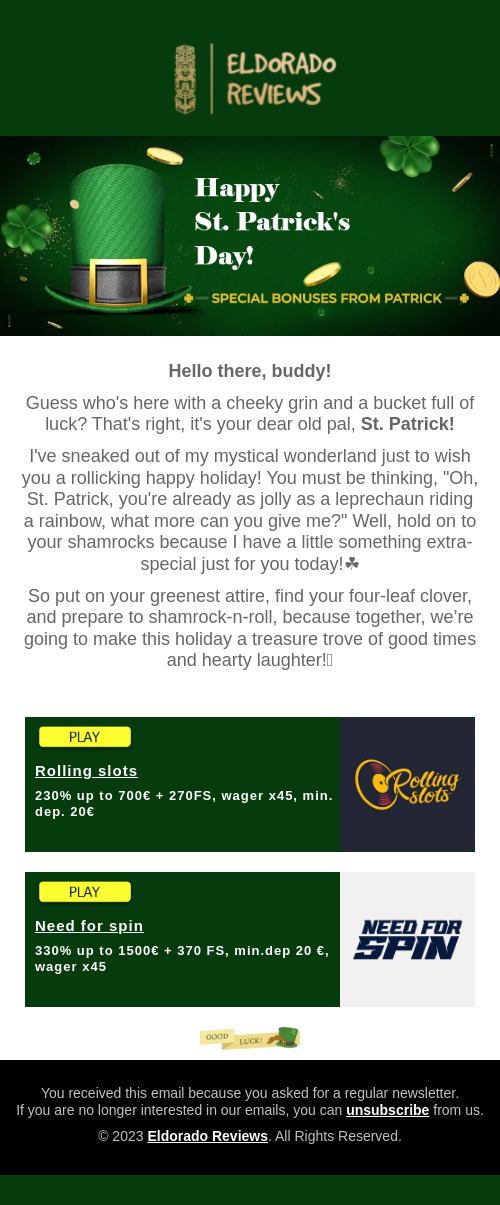 ELDORADO
REVIEWS
Happy
St. Patrick's
Day!
SPECIAL BONUSES FROM PATRICK
Hello there, buddy!
Guess who's here with a cheeky grin and a bucket full of
luck? That's right, it's your dear old pal, St. Patrick!
I've sneaked out of my mystical wonderland just to wish
you a rollicking happy holiday! You must be thinking, "Oh,
St. Patrick, you're already as jolly as a leprechaun riding
a rainbow, what more can you give me?" Well, hold on to
your shamrocks because I have a little something extra-
special just for you today!☘
So put on your greenest attire, find your four-leaf clover,
and prepare to shamrock-n-roll, because together, we’re
going to make this holiday a treasure trove of good times
and hearty laughter!
PLAY
Rolling slots
230% up to 700€ + 270FS, wager x45, min.
dep. 20€
Rolling
slots
PLAY
Need for spin
330% up to 1500€ + 370 FS, min.dep 20 €,
wager x45
NEED FOR
SPIN
GOOD LUCK!
You received this email because you asked for a regular newsletter.
If you are no longer interested in our emails, you can unsubscribe from us.
© 2023 Eldorado Reviews. All Rights Reserved.